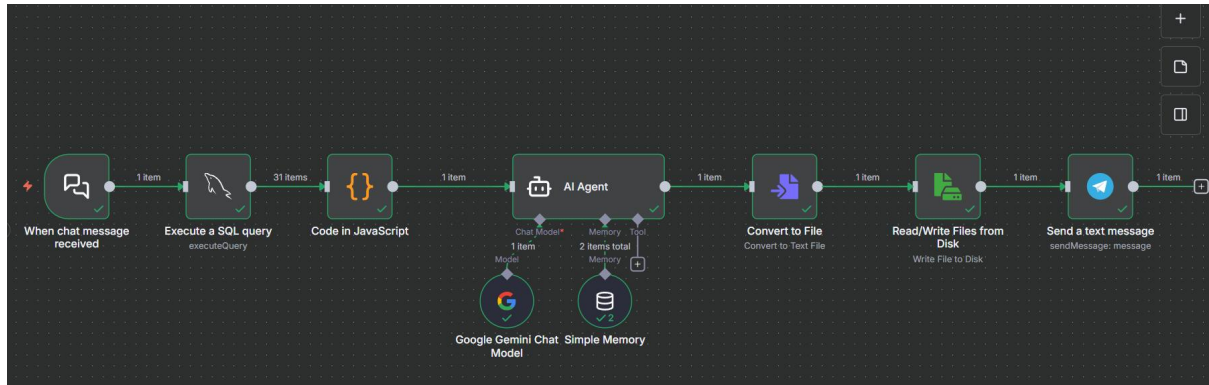 1 item
31 items
1 item
1 item
1 item
1 item
1 item
AI Agent
When chat message
received
Execute a SQL query
executeQuery
Code in JavaScript
Chat Model*
Memory
Tool
Convert to File
Convert to Text File
Read/Write Files from
Disk
Write File to Disk
Send a text message
sendMessage: message
1 item
2 items total
Model
Memory
2
Google Gemini Chat
Model
Simple Memory